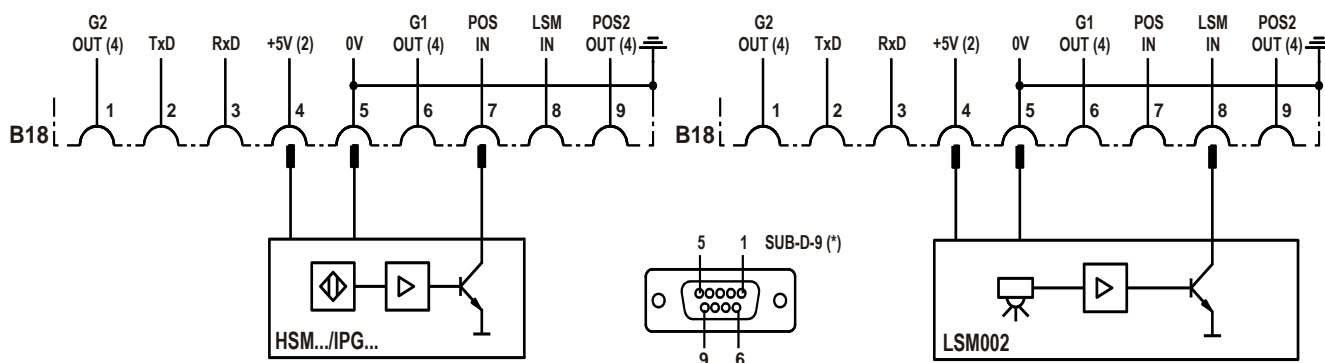 G2 OUT (4) TxD RxD +5V (2) 0V G1 OUT (4) POS IN LSM IN POS2 OUT (4)
1 2 3 4 5 6 7 8 9
B18
HSM.../IPG...
G2 OUT (4) TxD RxD +5V (2) 0V G1 OUT (4) POS IN LSM IN POS2 OUT (4)
1 2 3 4 5 6 7 8 9
B18
5 1 SUB-D-9 (*)
9 6
LSM002